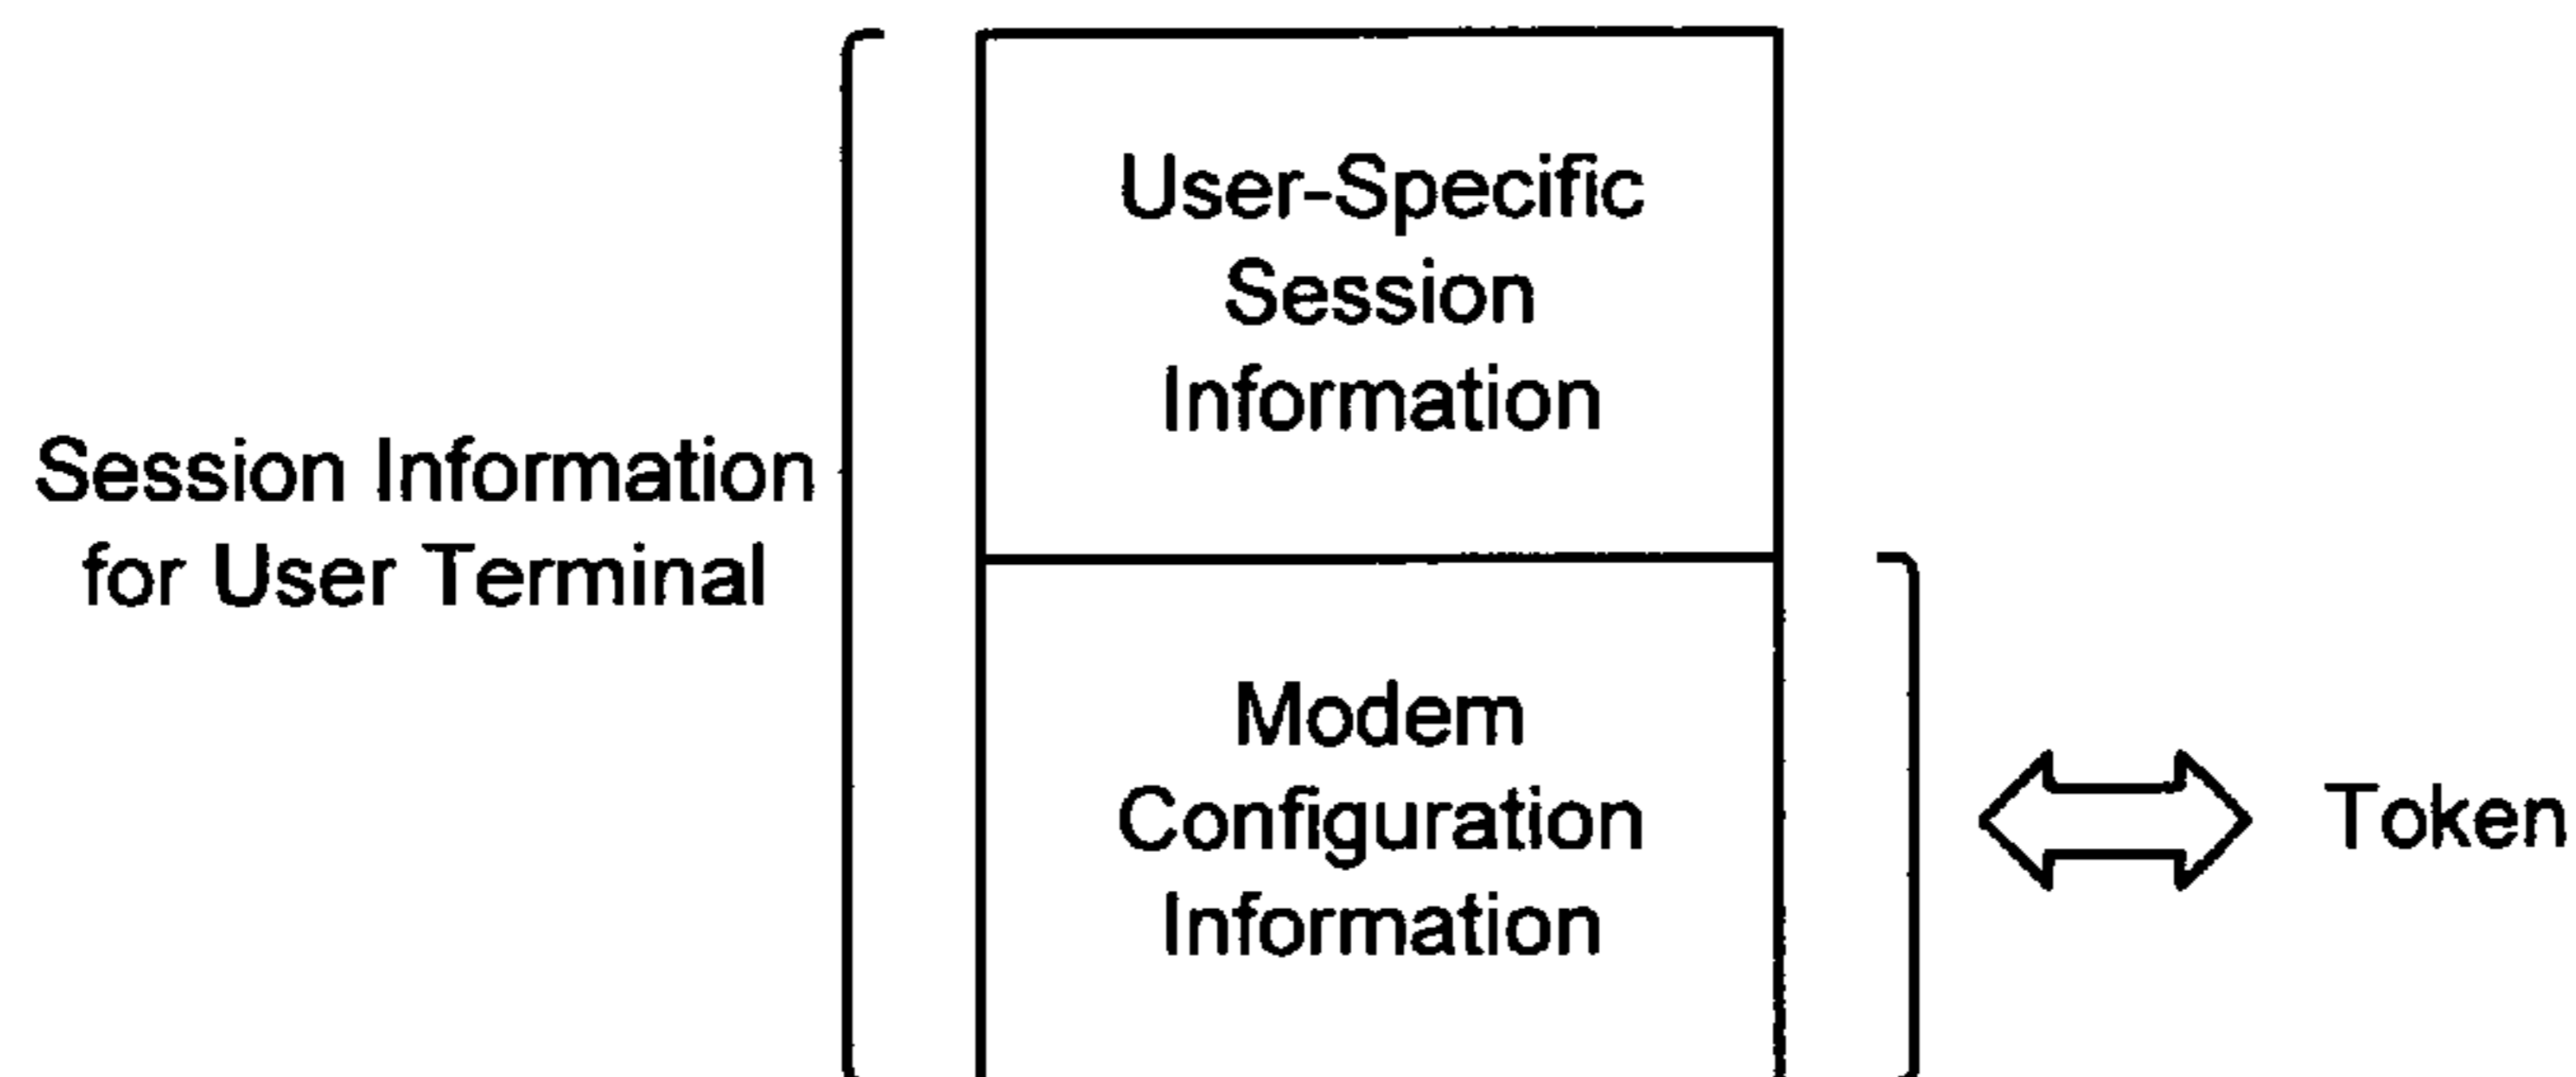 Session Information
for User Terminal
User-Specific
Session
Information
Modem
Configuration
Information
Token